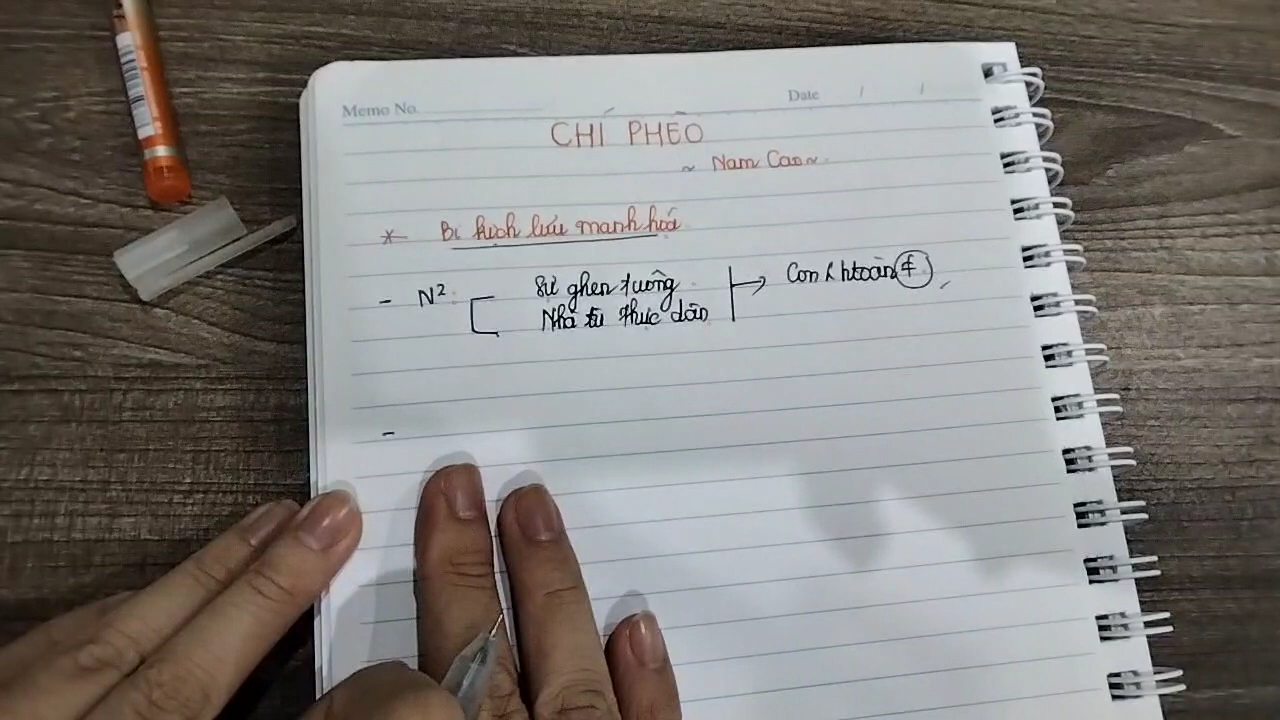 Memo No.
Date / /
CHÍ PHÈO
~ Nam Cao ~
* Bi kịch lưu manh hoá
- N²:
Sự ghen tuông
Nhà tù thực dân
→ Con
-